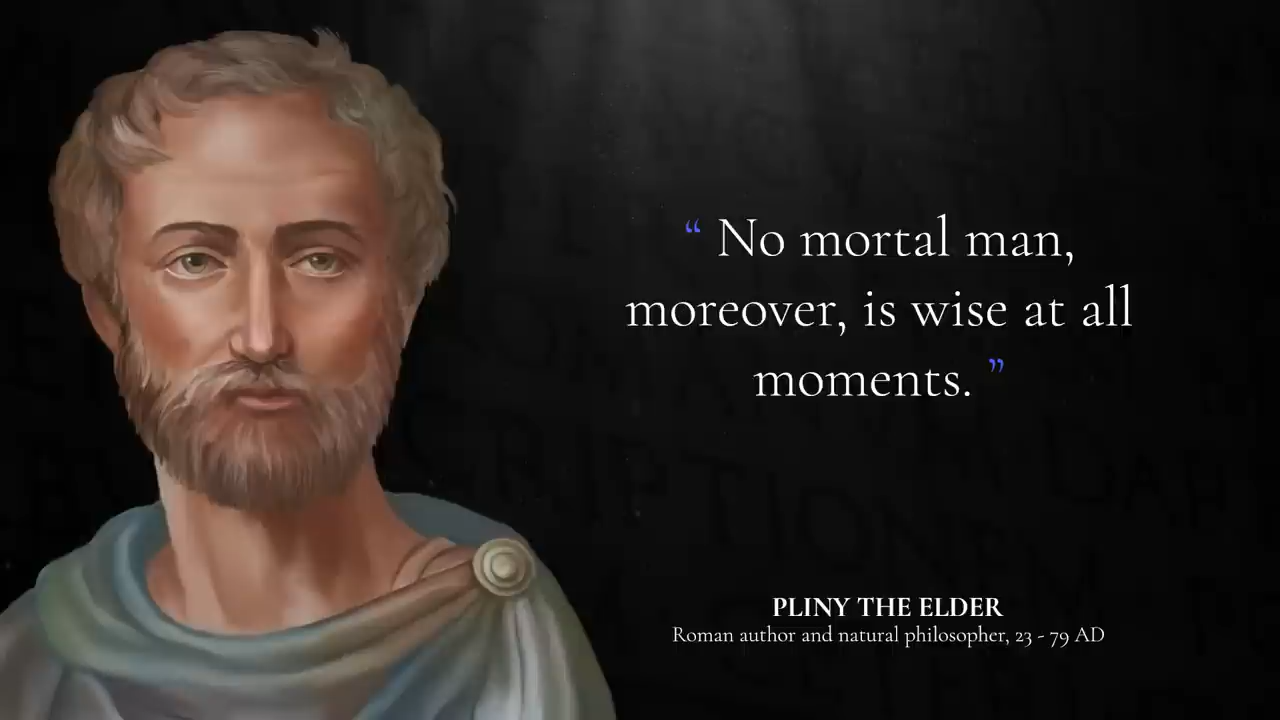 “ No mortal man,
moreover, is wise at all
moments. ”
PLINY THE ELDER
Roman author and natural philosopher, 23 - 79 AD